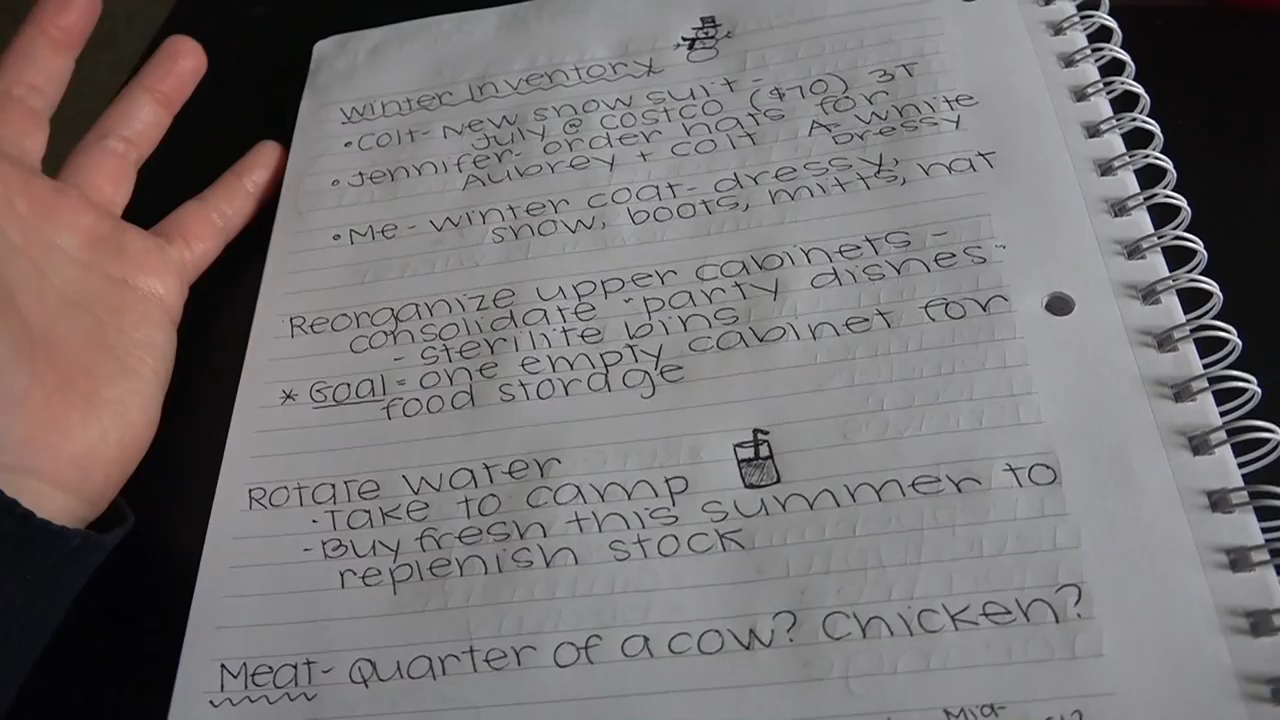 Winter Inventory
• Colt - New snow suit -
July @ Costco ($70) 3T
• Jennifer - order hats for
Aubrey + Colt A - white
dressy
• Me - winter coat - dressy,
snow, boots, mitts, hat
Reorganize upper cabinets -
consolidate "party dishes"
- sterilite bins
* Goal = one empty cabinet for
food storage
Rotate water
- Take to camp
- Buy fresh this summer to
replenish stock
Meat - quarter of a cow? Chicken?
Mid-